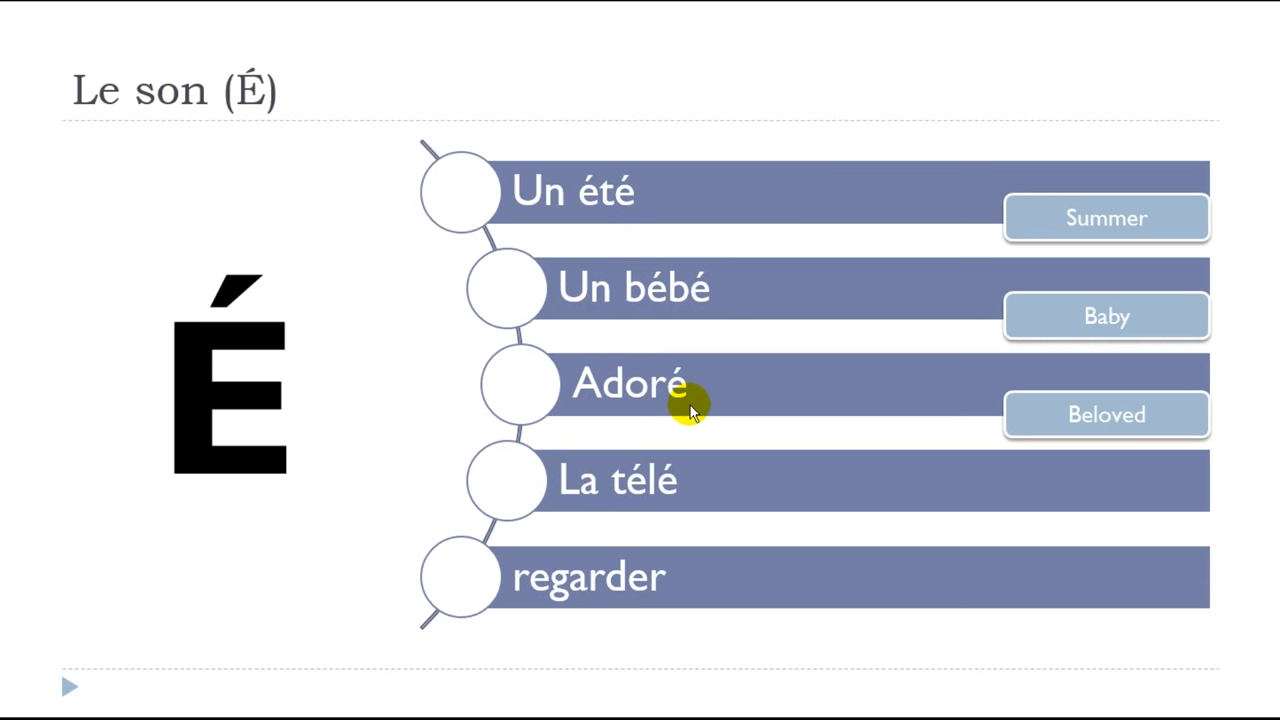 Le son (É)
É
Un été
Summer
Un bébé
Baby
Adoré
Beloved
La télé
regarder